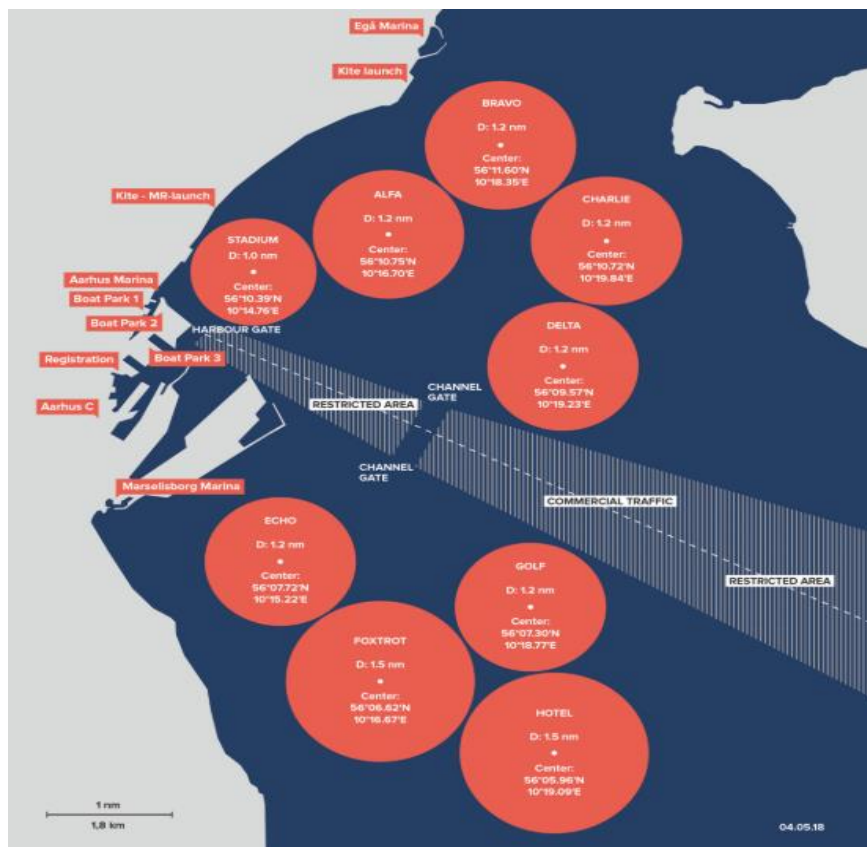 Egå Marina
Kite launch
BRAVO
D: 1.2 nm
Center:
56°11.60'N
10°18.35'E
ALFA
D: 1.2 nm
Center:
56°10.75'N
10°16.70'E
CHARLIE
D: 1.2 nm
Center:
56°10.72'N
10°19.84'E
Kite - MR-launch
STADIUM
D: 1.0 nm
Center:
56°10.39'N
10°14.76'E
Aarhus Marina
Boat Park 1
Boat Park 2
HARBOUR GATE
Boat Park 3
Registration
Aarhus C
DELTA
D: 1.2 nm
Center:
56°09.57'N
10°19.23'E
CHANNEL
GATE
RESTRICTED AREA
CHANNEL
GATE
Marselisborg Marina
COMMERCIAL TRAFFIC
RESTRICTED AREA
ECHO
D: 1.2 nm
Center:
56°07.72'N
10°15.22'E
GOLF
D: 1.2 nm
Center:
56°07.30'N
10°18.77'E
FOXTROT
D: 1.5 nm
Center:
56°06.62'N
10°16.67'E
HOTEL
D: 1.5 nm
Center:
56°05.96'N
10°19.09'E
1 nm
1,8 km
04.05.18